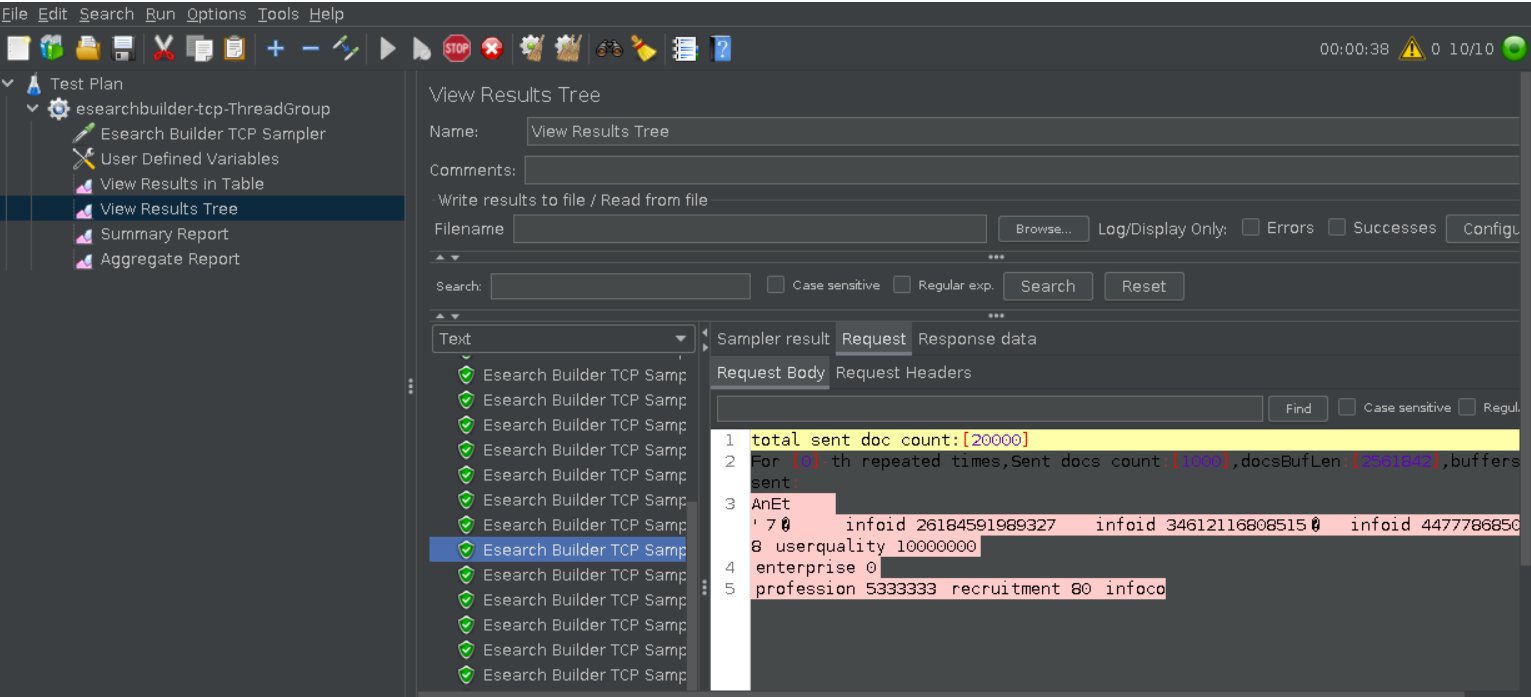 File Edit Search Run Options Tools Help
STOP
00:00:38 0 10/10
Test Plan
esearchbuilder-tcp-ThreadGroup
Esearch Builder TCP Sampler
User Defined Variables
View Results in Table
View Results Tree
Summary Report
Aggregate Report
View Results Tree
Name: View Results Tree
Comments:
Write results to file / Read from file
Filename Browse... Log/Display Only: Errors Successes Configu
Search: Case sensitive Regular exp. Search Reset
Text
Esearch Builder TCP Samp
Esearch Builder TCP Samp
Esearch Builder TCP Samp
Esearch Builder TCP Samp
Esearch Builder TCP Samp
Esearch Builder TCP Samp
Esearch Builder TCP Samp
Esearch Builder TCP Samp
Esearch Builder TCP Samp
Esearch Builder TCP Samp
Esearch Builder TCP Samp
Esearch Builder TCP Samp
Esearch Builder TCP Samp
Sampler result Request Response data
Request Body Request Headers
Find Case sensitive Regul
1 total sent doc count:[20000]
2 For [0]-th repeated times,Sent docs count:[1000],docsBufLen:[2561842],buffers
sent:
3 AnEt
' 7� infoid 26184591989327 infoid 34612116808515� infoid 4477786850
8 userquality 10000000
4 enterprise 0
5 profession 5333333 recruitment 80 infoco